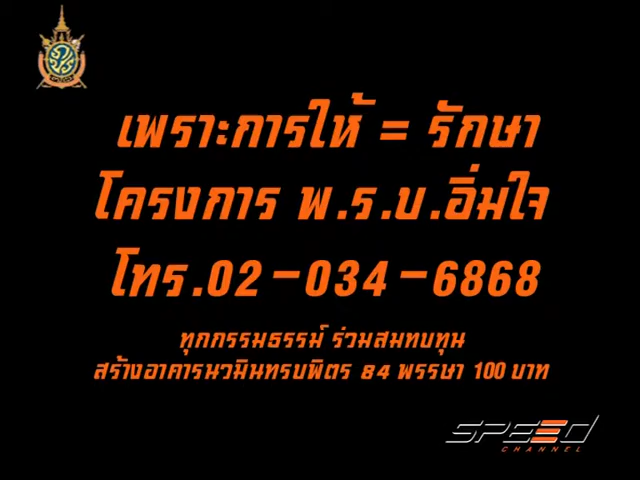 เพราะการให้ = รักษา
โครงการ พ.ร.บ.อิ่มใจ
โทร.02-034-6868
ทุกกรรมธรรม์ ร่วมสมทบทุน
สร้างอาคารนวมินทรบพิตร 84 พรรษา 100 บาท
SPEED
CHANNEL